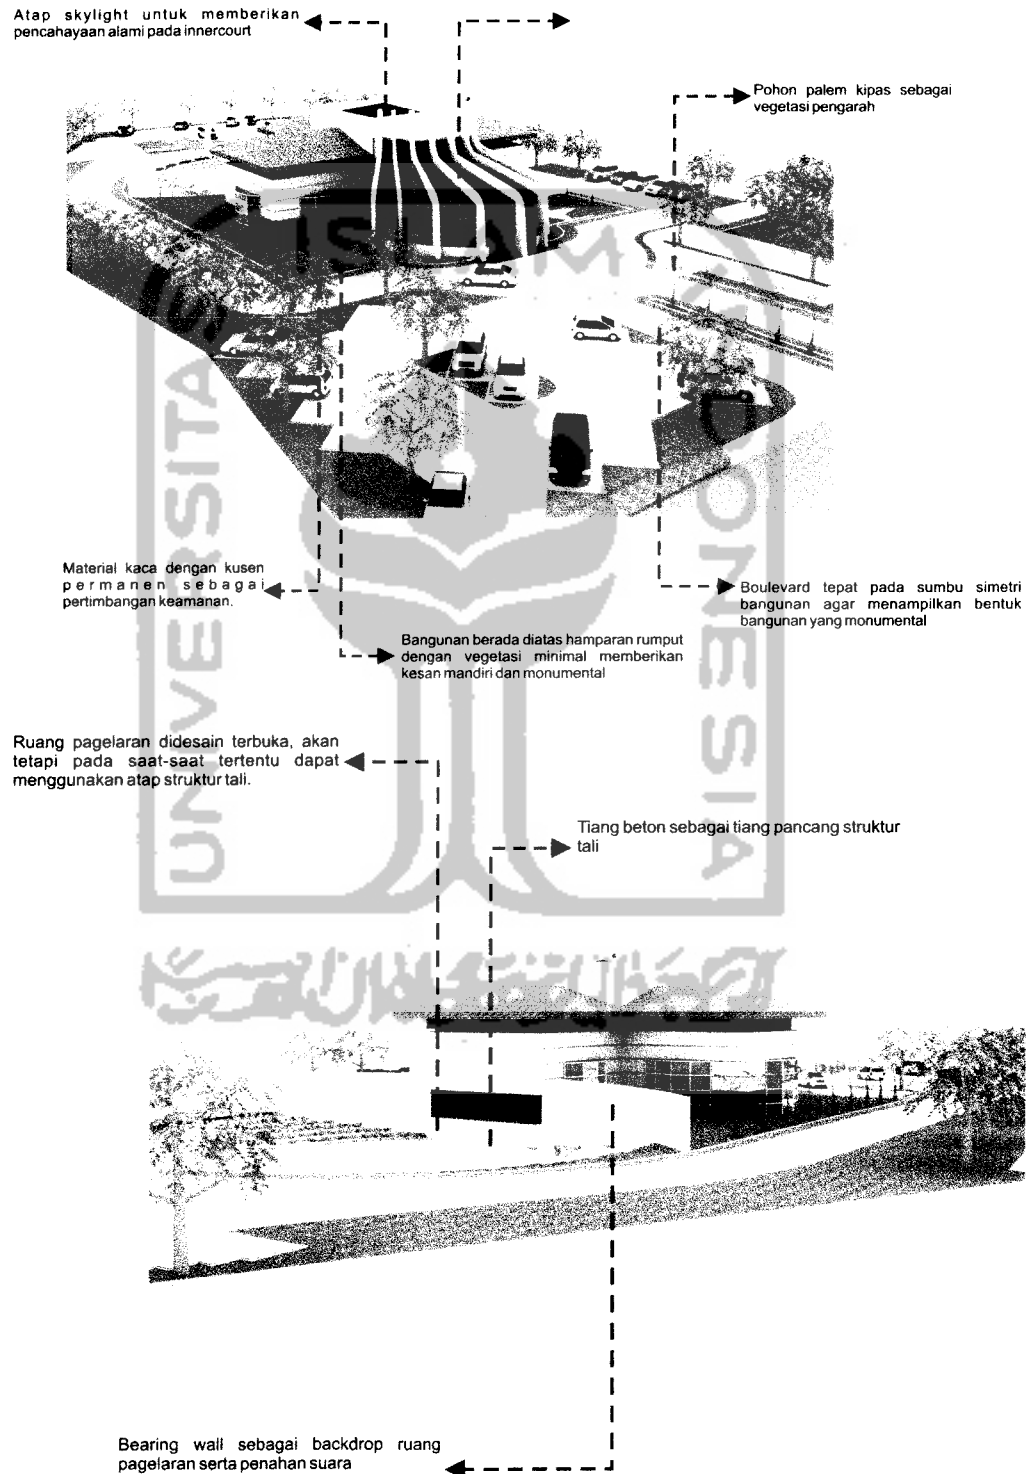 Atap skylight untuk memberikan
pencahayaan alami pada innercourt
Pohon palem kipas sebagai
vegetasi pengarah
Material kaca dengan kusen
permanen sebagai
pertimbangan keamanan.
Boulevard tepat pada sumbu simetri
bangunan agar menampilkan bentuk
bangunan yang monumental
Bangunan berada diatas hamparan rumput
dengan vegetasi minimal memberikan
kesan mandiri dan monumental
Ruang pagelaran didesain terbuka, akan
tetapi pada saat-saat tertentu dapat
menggunakan atap struktur tali.
Tiang beton sebagai tiang pancang struktur
tali
Bearing wall sebagai backdrop ruang
pagelaran serta penahan suara
UNIVERSITAS
ISLAM
INDONESIA